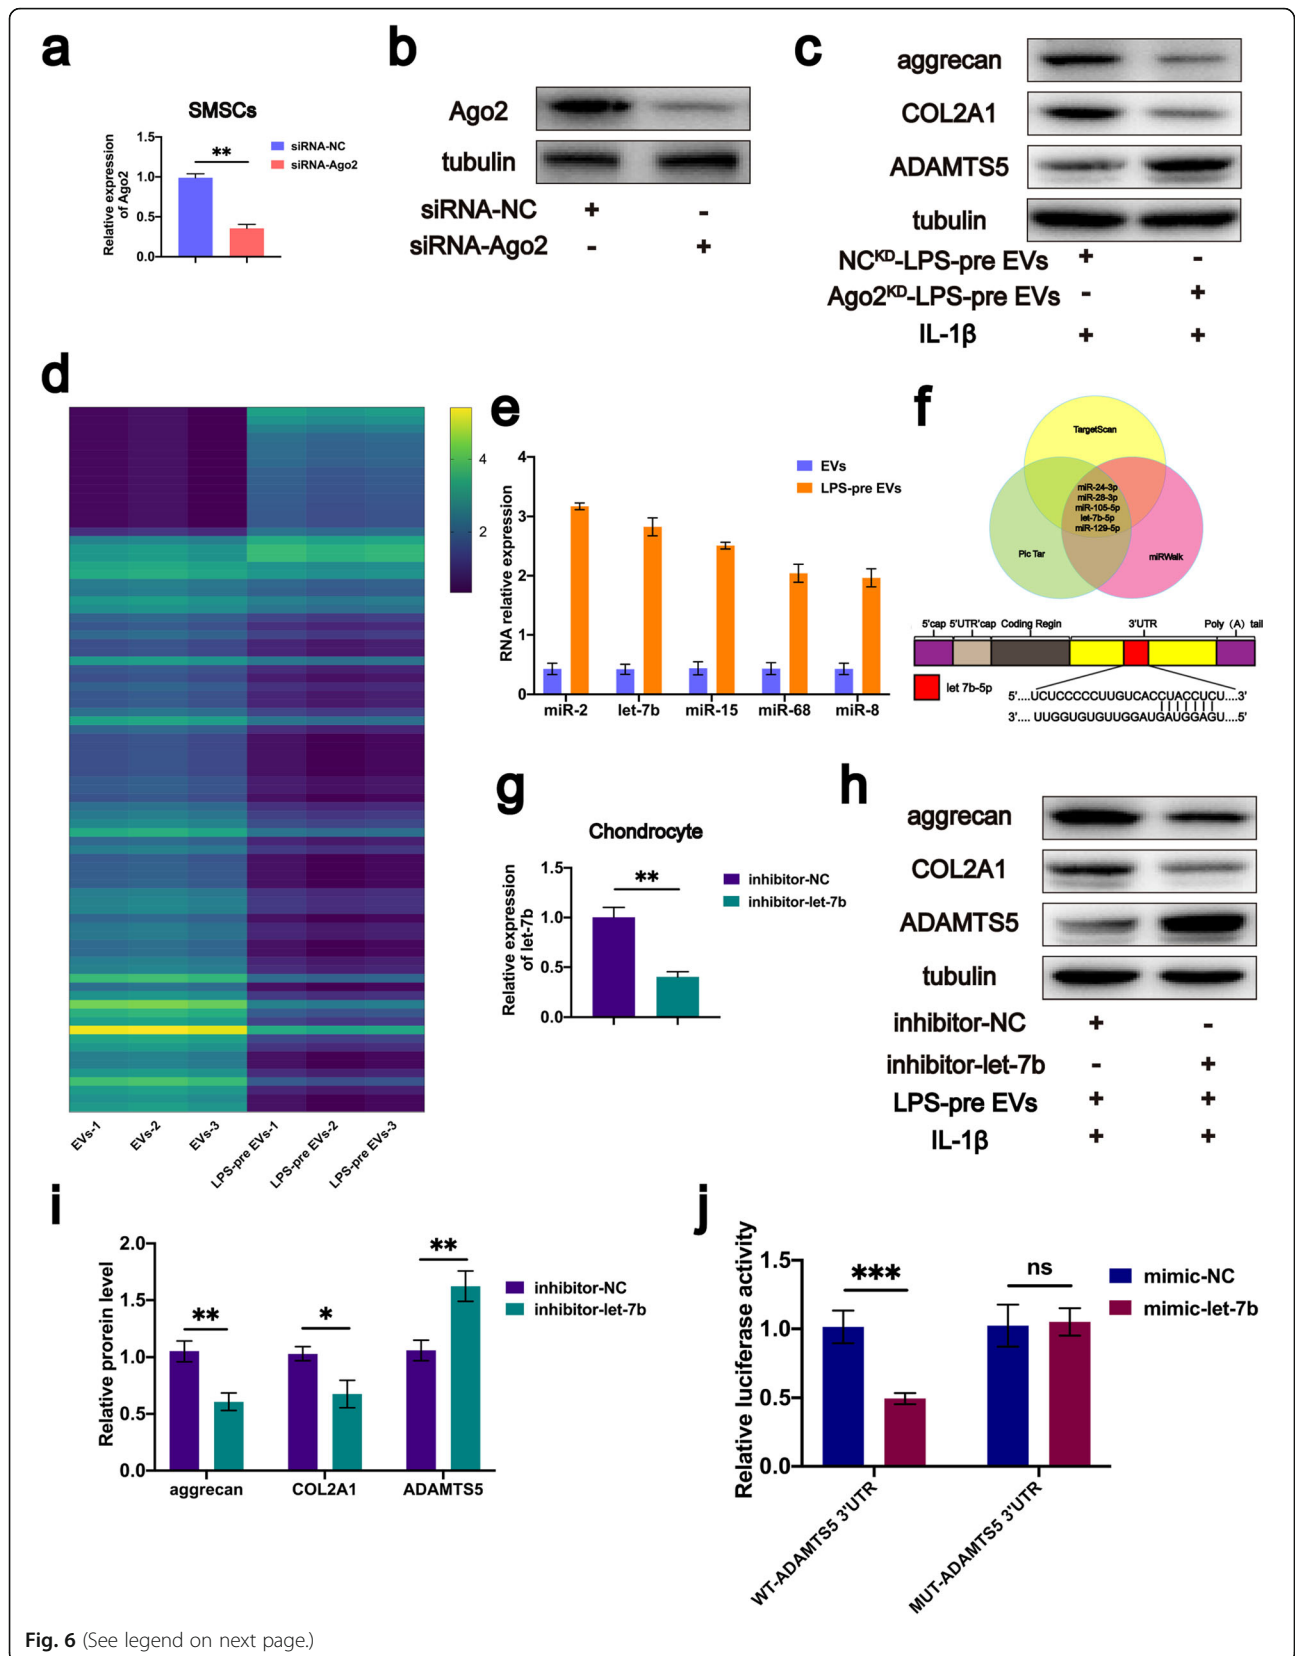 a
SMSCs
Relative expression
of Ago2
1.5
1.0
0.5
0.0
**
siRNA-NC
siRNA-Ago2
b
Ago2
tubulin
siRNA-NC + -
siRNA-Ago2 - +
c
aggrecan
COL2A1
ADAMTS5
tubulin
NCKD-LPS-pre EVs + -
Ago2KD-LPS-pre EVs - +
IL-1β + +
d
4
2
EVs-1
EVs-2
EVs-3
LPS-pre EVs-1
LPS-pre EVs-2
LPS-pre EVs-3
e
RNA relative expression
4
3
2
1
0
EVs
LPS-pre EVs
miR-2 let-7b miR-15 miR-68 miR-8
f
TargetScan
miR-24-3p
miR-28-3p
miR-105-5p
let-7b-5p
miR-129-5p
Pic Tar
miRWalk
5'cap 5'UTR'cap Coding Regin 3'UTR Poly (A) tail
let 7b-5p
5'....UCUCCCCCUUGUCACCUACCUCU....3'
3'.... UUGGUGUGUUGGAUGAUGGAGU....5'
g
Chondrocyte
Relative expression
of let-7b
1.5
1.0
0.5
0.0
**
inhibitor-NC
inhibitor-let-7b
h
aggrecan
COL2A1
ADAMTS5
tubulin
inhibitor-NC + -
inhibitor-let-7b - +
LPS-pre EVs + +
IL-1β + +
i
Relative prorein level
2.0
1.5
1.0
0.5
0.0
** * **
inhibitor-NC
inhibitor-let-7b
aggrecan COL2A1 ADAMTS5
j
Relative luciferase activity
1.5
1.0
0.5
0.0
*** ns
mimic-NC
mimic-let-7b
WT-ADAMTS5 3'UTR
MUT-ADAMTS5 3'UTR
Fig. 6 (See legend on next page.)